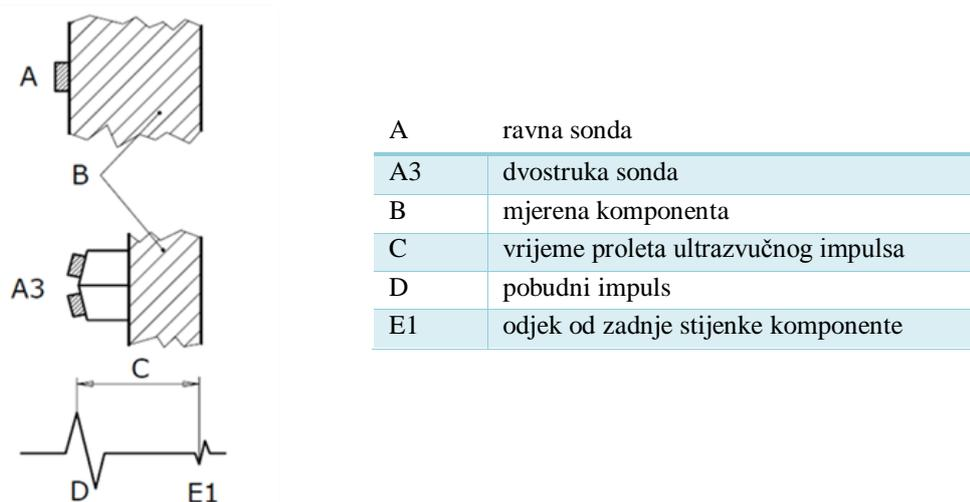 A
B
A3
C
D
E1
A ravna sonda
A3 dvostruka sonda
B mjerena komponenta
C vrijeme proleta ultrazvučnog impulsa
D pobudni impuls
E1 odjek od zadnje stijenke komponente